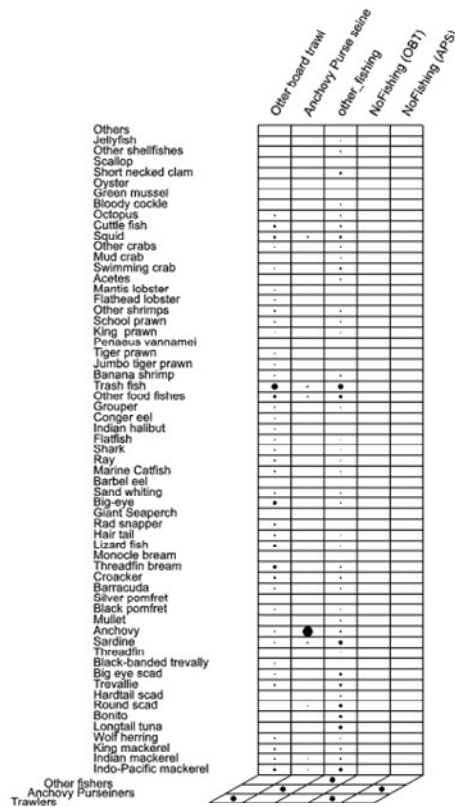 Otter board trawl
Anchovy Purse seine
other_fishing
NoFishing (OBT)
NoFishing (APS)
Others
Jellyfish
Other shellfishes
Scallop
Short necked clam
Oyster
Green mussel
Bloody cockle
Octopus
Cuttle fish
Squid
Other crabs
Mud crab
Swimming crab
Acetes
Mantis lobster
Flathead lobster
Other shrimps
School prawn
King prawn
Penaeus vannamei
Tiger prawn
Jumbo tiger prawn
Banana shrimp
Trash fish
Other food fishes
Grouper
Conger eel
Indian halibut
Flatfish
Shark
Ray
Marine Catfish
Barbel eel
Sand whiting
Big-eye
Giant Seaperch
Rad snapper
Hair tail
Lizard fish
Monocle bream
Threadfin bream
Croacker
Barracuda
Silver pomfret
Black pomfret
Mullet
Anchovy
Sardine
Threadfin
Black-banded trevally
Big eye scad
Trevallie
Hardtail scad
Round scad
Bonito
Longtail tuna
Wolf herring
King mackerel
Indian mackerel
Indo-Pacific mackerel
Other fishers
Anchovy Purseiners
Trawlers